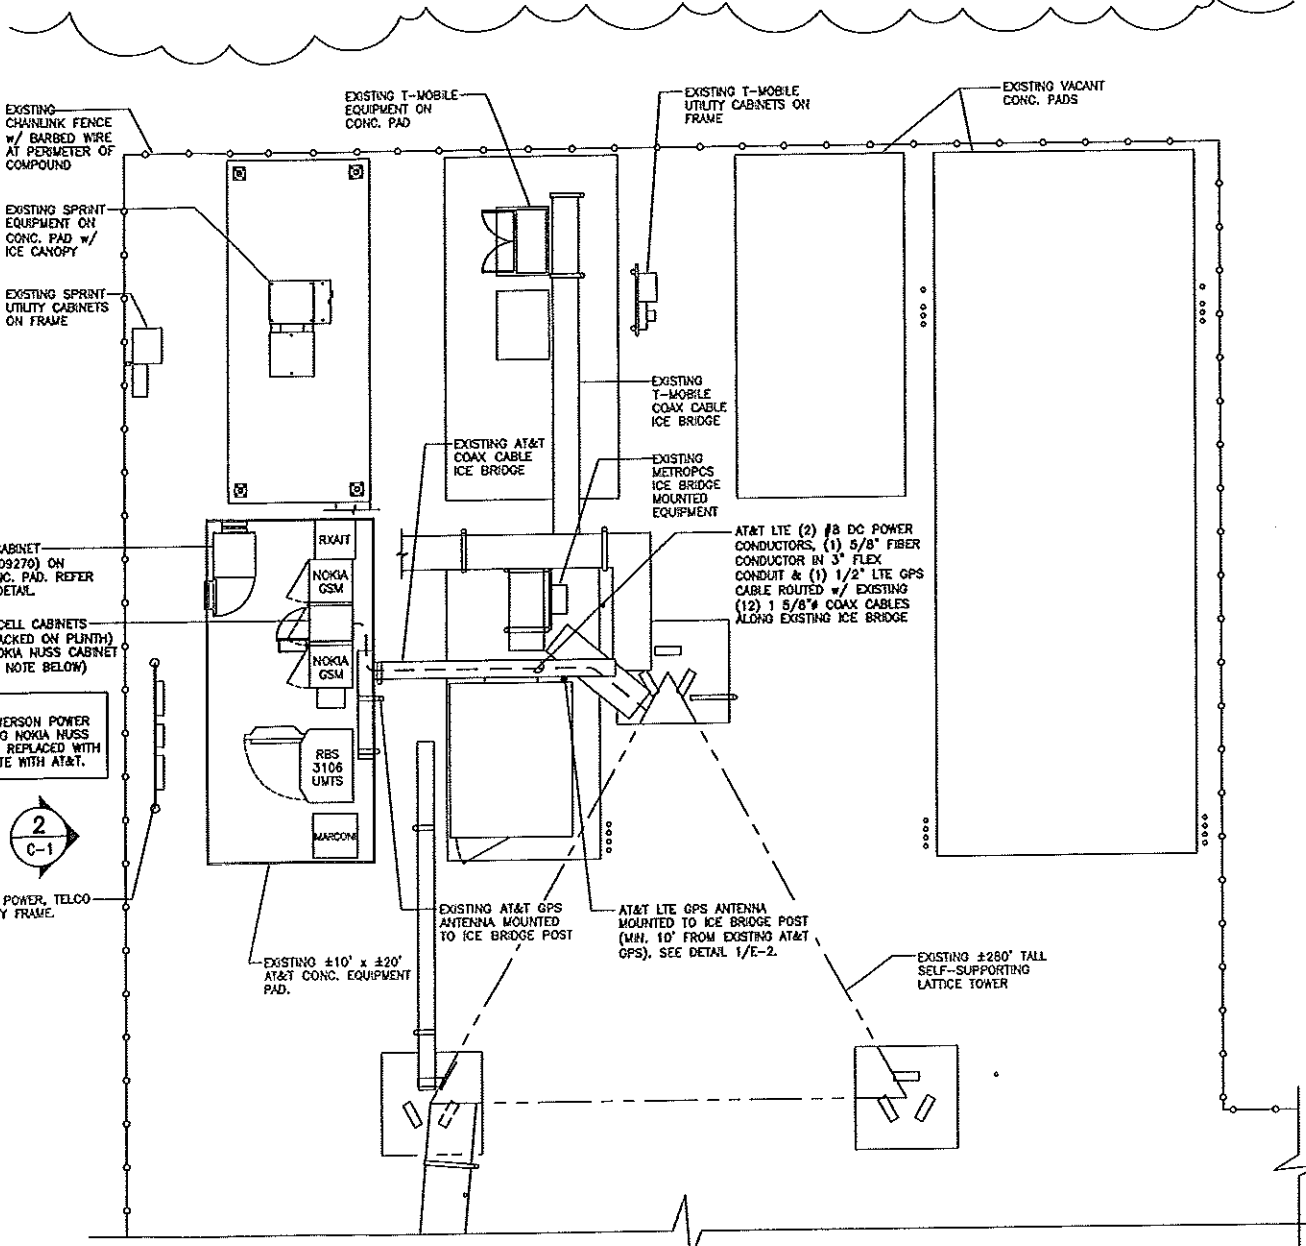 EXISTING
CHAINLINK FENCE
w/ BARBED WIRE
AT PERIMETER OF
COMPOUND
EXISTING T-MOBILE
EQUIPMENT ON
CONC. PAD
EXISTING T-MOBILE
UTILITY CABINETS ON
FRAME
EXISTING VACANT
CONC. PADS
EXISTING SPRINT
EQUIPMENT ON
CONC. PAD w/
ICE CANOPY
EXISTING SPRINT
UTILITY CABINETS
ON FRAME
EXISTING
T-MOBILE
COAX CABLE
ICE BRIDGE
EXISTING AT&T
COAX CABLE
ICE BRIDGE
EXISTING
METROPCS
ICE BRIDGE
MOUNTED
EQUIPMENT
AT&T LTE (2) #8 DC POWER
CONDUCTORS, (1) 5/8" FIBER
CONDUCTOR IN 3" FLEX
CONDUIT & (1) 1/2" LTE GPS
CABLE ROUTED w/ EXISTING
(12) 1 5/8"ø COAX CABLES
ALONG EXISTING ICE BRIDGE
CABINET
09270) ON
NC. PAD. REFER
DETAIL.
CELL CABINETS
ACKED ON PLINTH)
OKIA NUSS CABINET
NOTE BELOW)
ERSON POWER
G NOKIA NUSS
REPLACED WITH
TE WITH AT&T.
RXAIT
NOKIA
GSM
NOKIA
GSM
RBS
3106
UMTS
MARCONI
2
C-1
POWER, TELCO
Y FRAME.
EXISTING AT&T GPS
ANTENNA MOUNTED
TO ICE BRIDGE POST
AT&T LTE GPS ANTENNA
MOUNTED TO ICE BRIDGE POST
(MIN. 10' FROM EXISTING AT&T
GPS). SEE DETAIL 1/E-2.
EXISTING ±10' x ±20'
AT&T CONC. EQUIPMENT
PAD.
EXISTING ±280' TALL
SELF-SUPPORTING
LATTICE TOWER